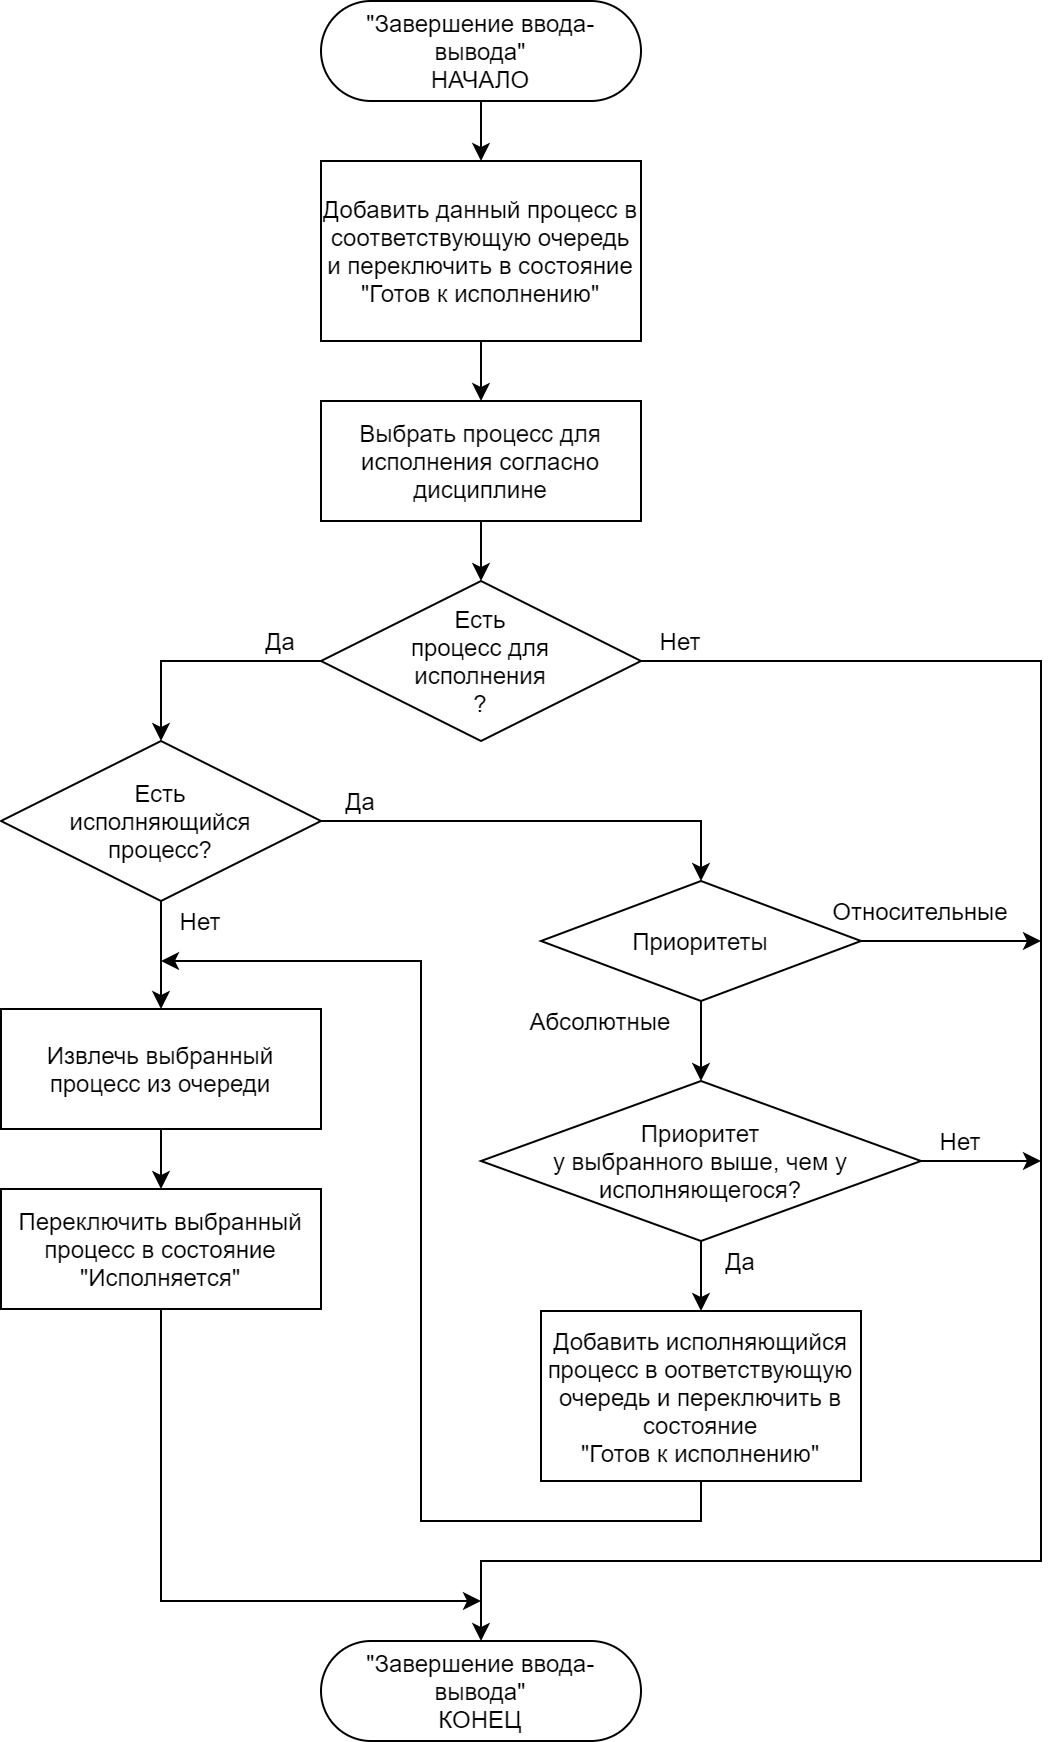 "Завершение ввода-
вывода"
НАЧАЛО
Добавить данный процесс в
соответствующую очередь
и переключить в состояние
"Готов к исполнению"
Выбрать процесс для
исполнения согласно
дисциплине
Есть
процесс для
исполнения
?
Да
Нет
Есть
исполняющийся
процесс?
Да
Нет
Приоритеты
Относительные
Абсолютные
Извлечь выбранный
процесс из очереди
Приоритет
у выбранного выше, чем у
исполняющегося?
Нет
Да
Переключить выбранный
процесс в состояние
"Исполняется"
Добавить исполняющийся
процесс в оответствующую
очередь и переключить в
состояние
"Готов к исполнению"
"Завершение ввода-
вывода"
КОНЕЦ